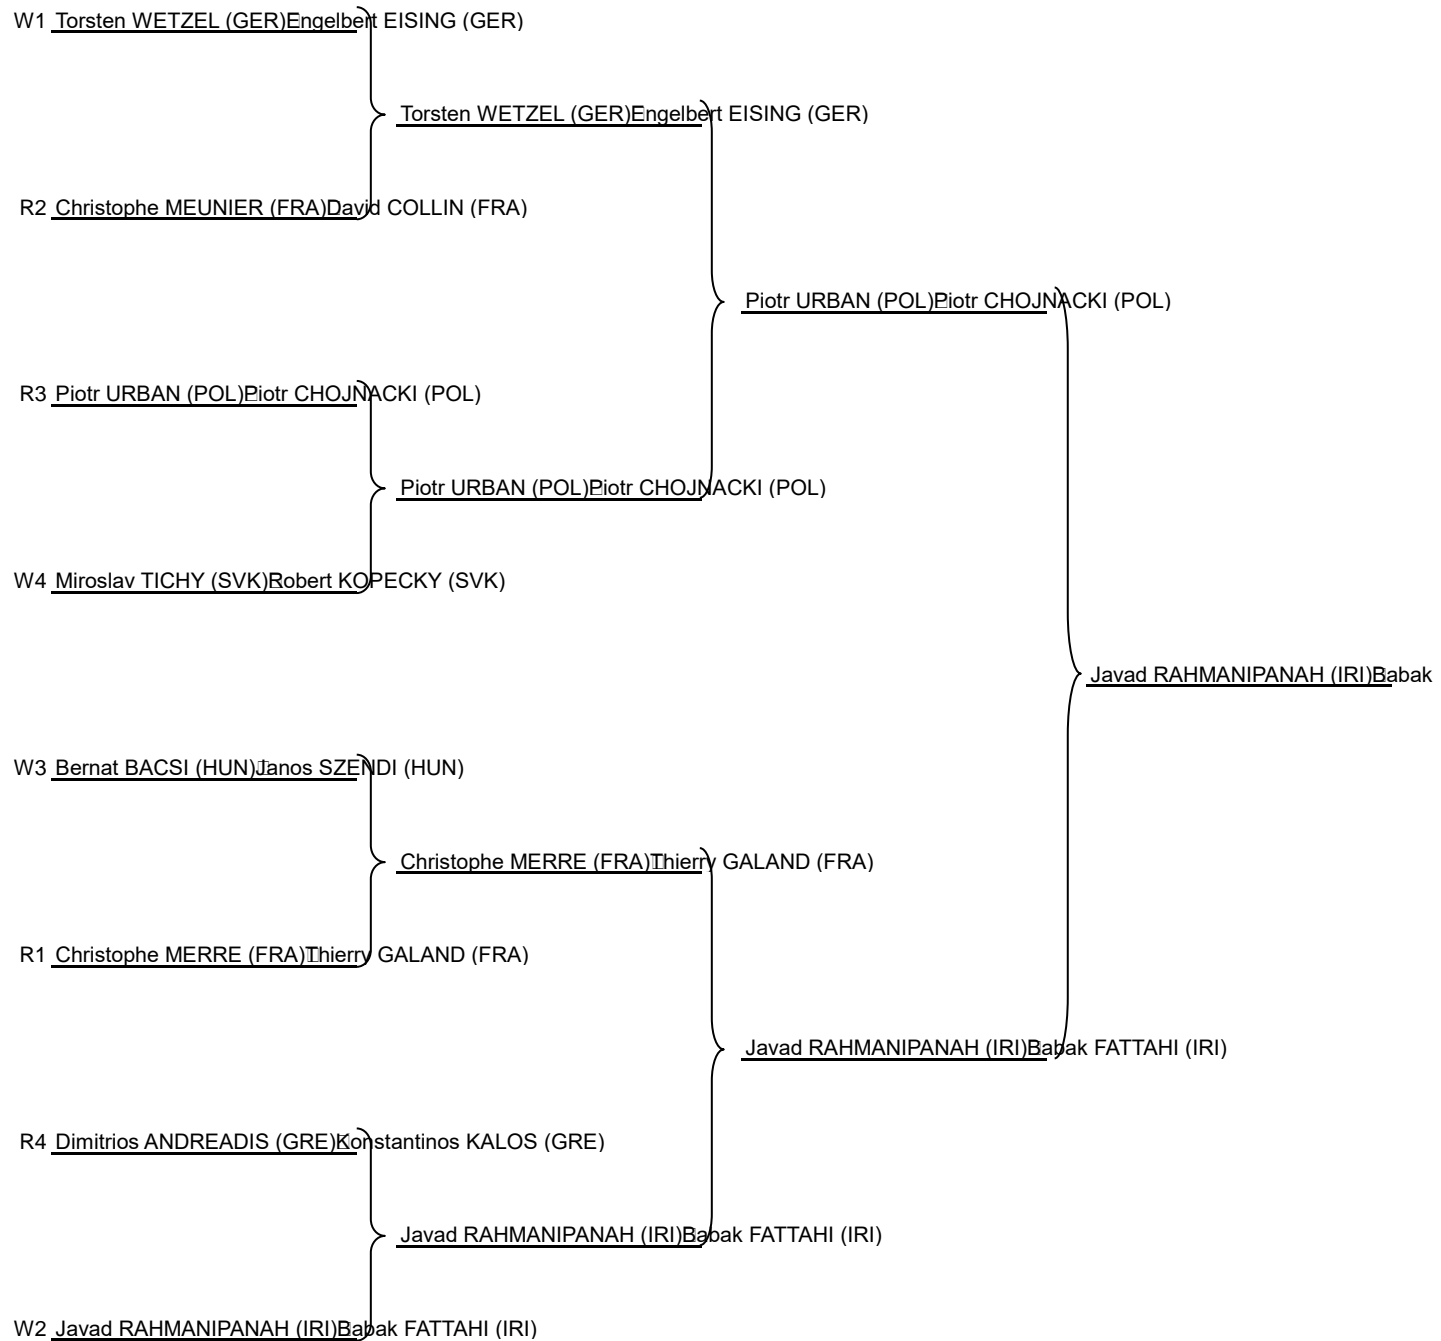 W1 Torsten WETZEL (GER)Engelbert EISING (GER)
Torsten WETZEL (GER)Engelbert EISING (GER)
R2 Christophe MEUNIER (FRA)David COLLIN (FRA)
Piotr URBAN (POL)Piotr CHOJNACKI (POL)
R3 Piotr URBAN (POL)Piotr CHOJNACKI (POL)
Piotr URBAN (POL)Piotr CHOJNACKI (POL)
W4 Miroslav TICHY (SVK)Robert KOPECKY (SVK)
Javad RAHMANIPANAH (IRI)Babak
W3 Bernat BACSI (HUN)Janos SZENDI (HUN)
Christophe MERRE (FRA)Thierry GALAND (FRA)
R1 Christophe MERRE (FRA)Thierry GALAND (FRA)
Javad RAHMANIPANAH (IRI)Babak FATTAHI (IRI)
R4 Dimitrios ANDREADIS (GRE)Konstantinos KALOS (GRE)
Javad RAHMANIPANAH (IRI)Babak FATTAHI (IRI)
W2 Javad RAHMANIPANAH (IRI)Babak FATTAHI (IRI)